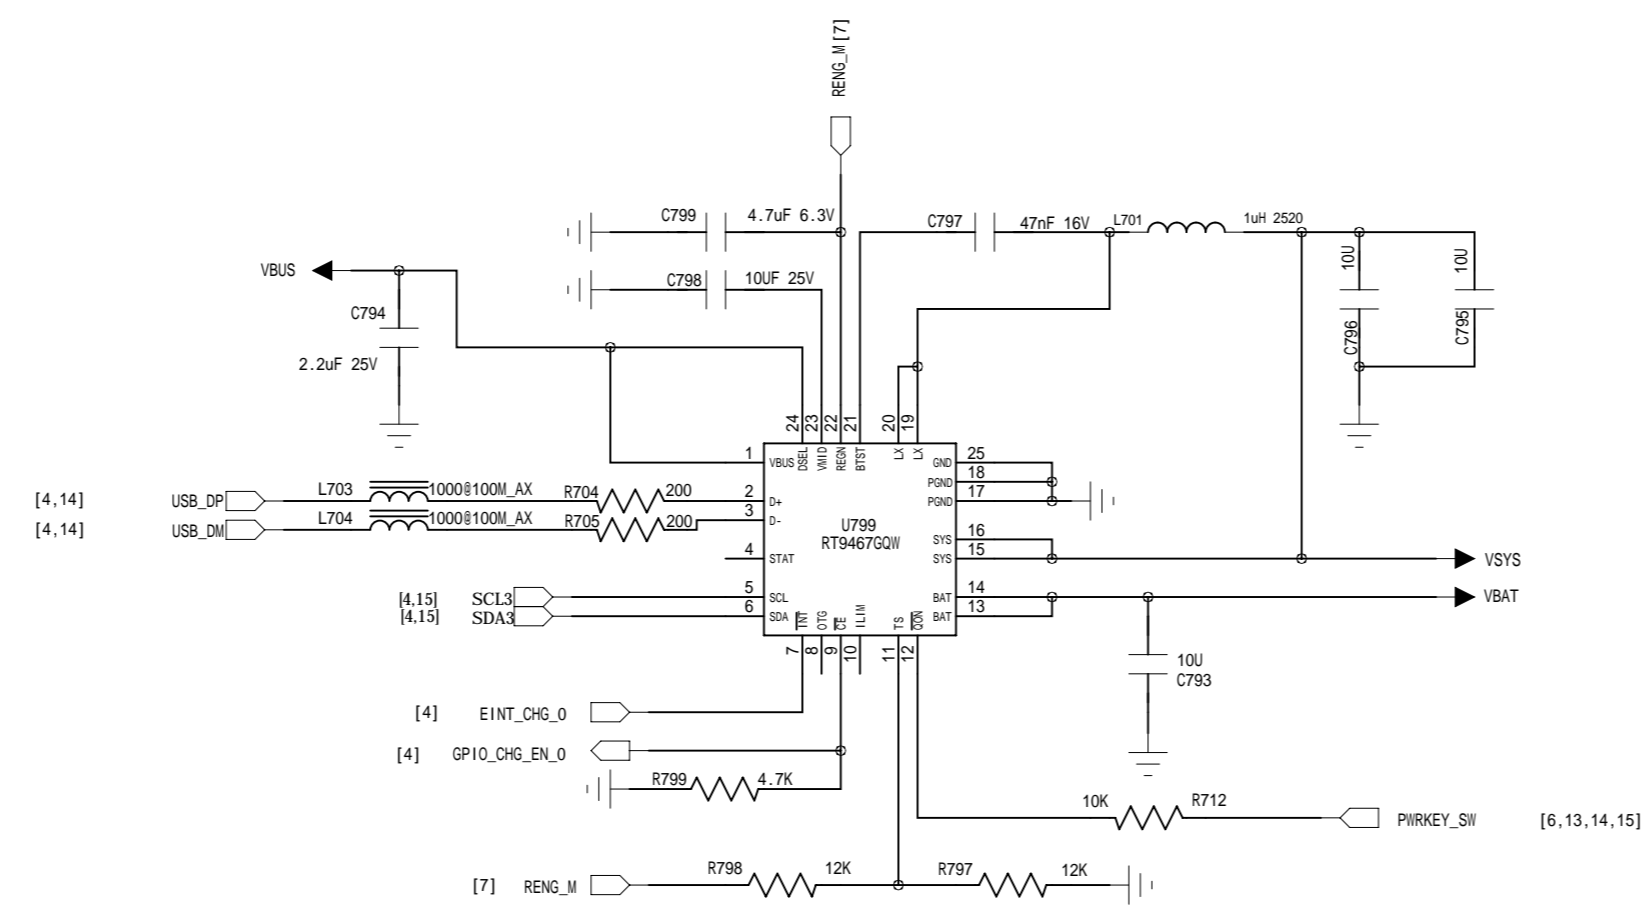 RENG_M[7]
C799 4.7uF 6.3V
C797 47nF 16V
L701 1uH 2520
VBUS
C798 10UF 25V
10U
10U
C794
C796
C795
2.2uF 25V
24
23
22
21
20
19
1 VBUS
DSEL
VMID
REGN
BTST
LX
LX
GND 25
PGND 18
PGND 17
[4,14] USB_DP L703 1000@100M_AX R704 200 2 D+
[4,14] USB_DM L704 1000@100M_AX R705 200 3 D-
U799
RT9467GQW
SYS 16
4 STAT
SYS 15 VSYS
[4,15] SCL3 5 SCL
BAT 14 VBAT
[4,15] SDA3 6 SDA
BAT 13
INT
OTG
CE
ILIM
TS
QON
7
8
9
10
11
12
10U
C793
[4] EINT_CHG_0
[4] GPIO_CHG_EN_0
R799 4.7K
10K R712
PWRKEY_SW [6,13,14,15]
[7] RENG_M R798 12K R797 12K